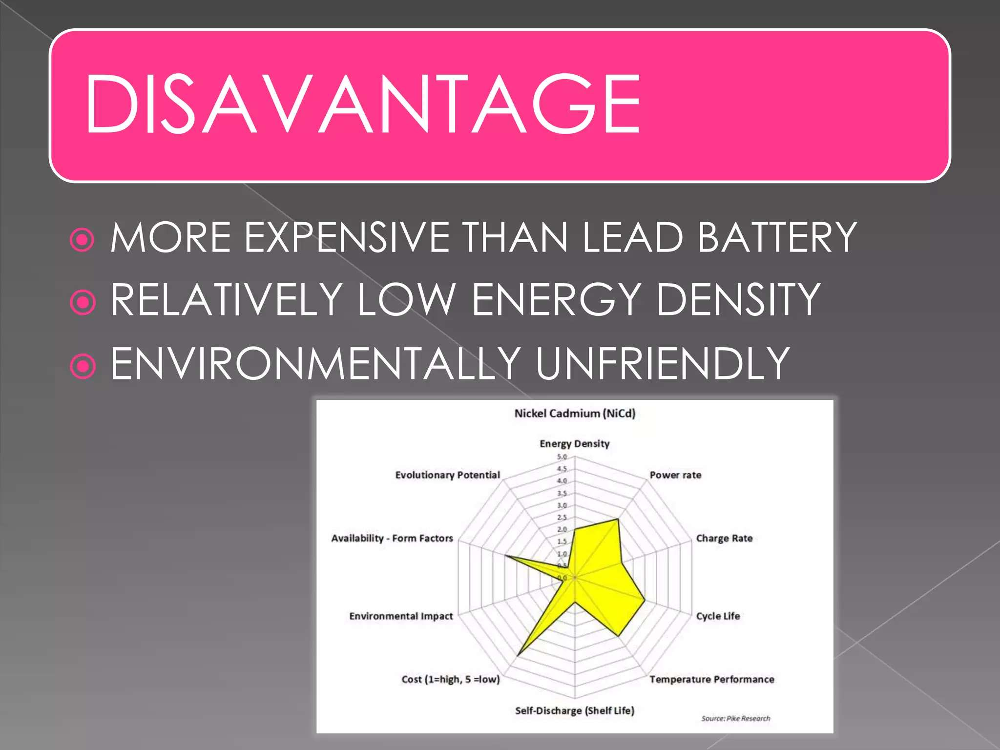 DISAVANTAGE
MORE EXPENSIVE THAN LEAD BATTERY
RELATIVELY LOW ENERGY DENSITY
ENVIRONMENTALLY UNFRIENDLY
Nickel Cadmium (NiCd)
Energy Density
5.0
4.5
4.0
3.5
3.0
2.5
2.0
1.5
1.0
0.5
0.0
Evolutionary Potential
Power rate
Availability - Form Factors
Charge Rate
Environmental Impact
Cycle Life
Cost (1=high, 5 =low)
Temperature Performance
Self-Discharge (Shelf Life)
Source: Pike Research